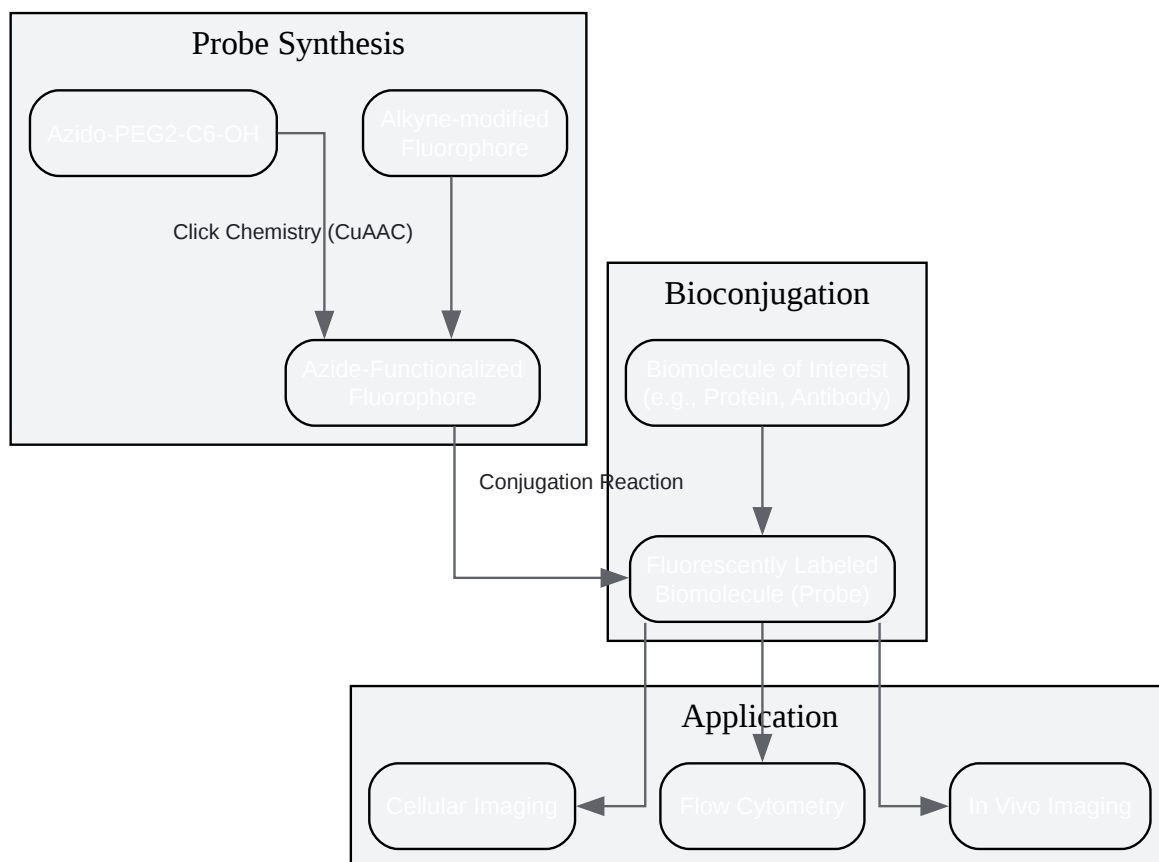 Probe Synthesis
Azido-PEG2-C6-OH
Alkyne-modified
Fluorophore
Click Chemistry (CuAAC)
Azide-Functionalized
Fluorophore
Bioconjugation
Biomolecule of Interest
(e.g., Protein, Antibody)
Conjugation Reaction
Fluorescently Labeled
Biomolecule (Probe)
Application
Cellular Imaging
Flow Cytometry
In Vivo Imaging